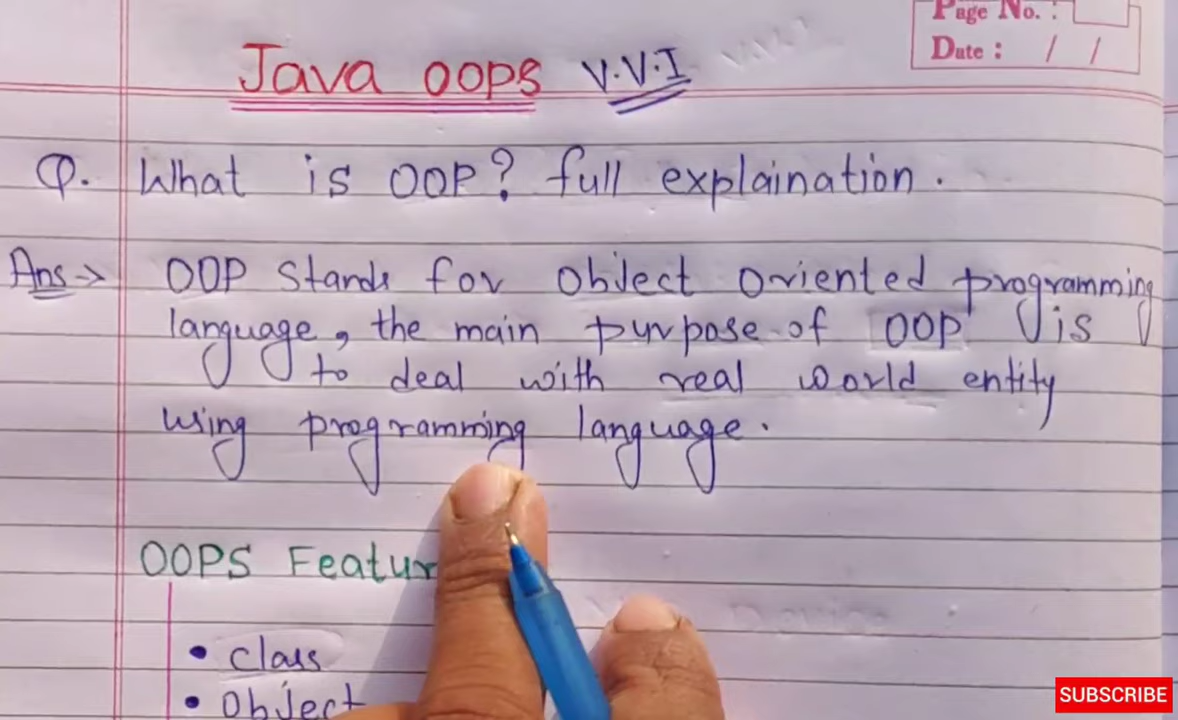 Page No. :
Date : / /
Java OOPS V.V.I
Q. What is OOP? full explaination.
Ans → OOP stands for Object Oriented programming
language, the main purpose of OOP is
to deal with real world entity
using programming language.
OOPS Featur
• class
• Object
SUBSCRIBE